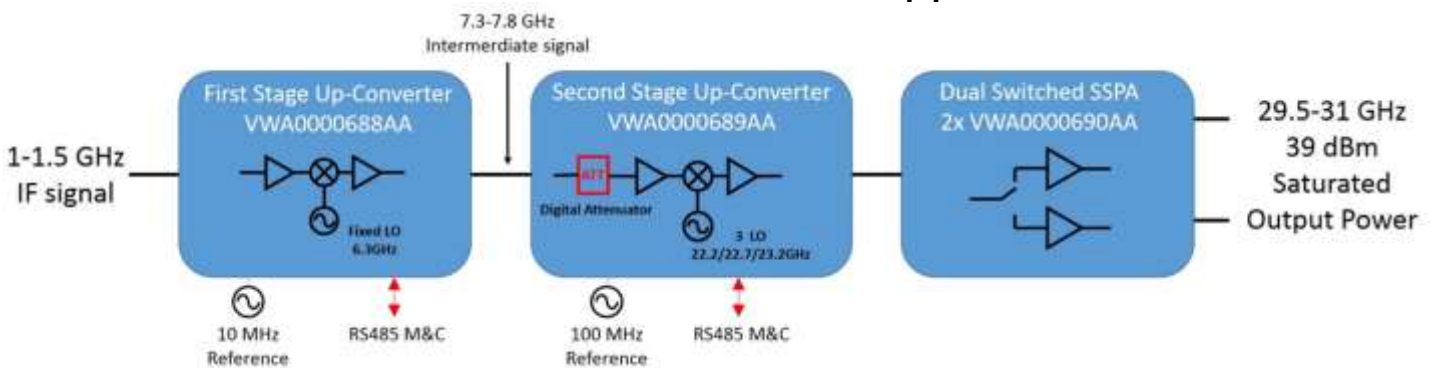 7.3-7.8 GHz
Intermerdiate signal
First Stage Up-Converter
VWA0000688AA
Second Stage Up-Converter
VWA0000689AA
Dual Switched SSPA
2x VWA0000690AA
1-1.5 GHz
IF signal
Fixed LO
6.3GHz
ATT
Digital Attenuator
3 LO
22.2/22.7/23.2GHz
29.5-31 GHz
39 dBm
Saturated
Output Power
10 MHz
Reference
RS485 M&C
100 MHz
Reference
RS485 M&C